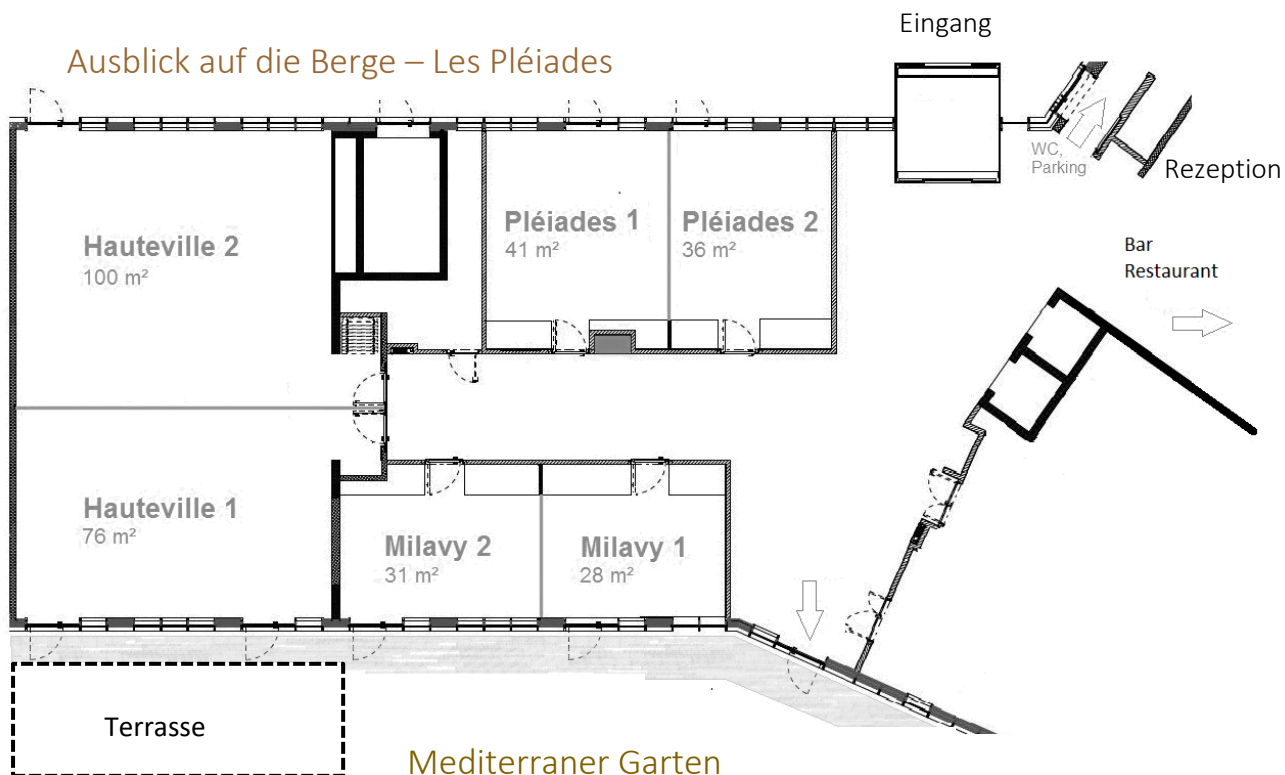 Eingang
Ausblick auf die Berge – Les Pléiades
WC,
Parking
Rezeption
Pléiades 1
41 m²
Pléiades 2
36 m²
Hauteville 2
100 m²
Bar
Restaurant
Hauteville 1
76 m²
Milavy 2
31 m²
Milavy 1
28 m²
Terrasse
Mediterraner Garten